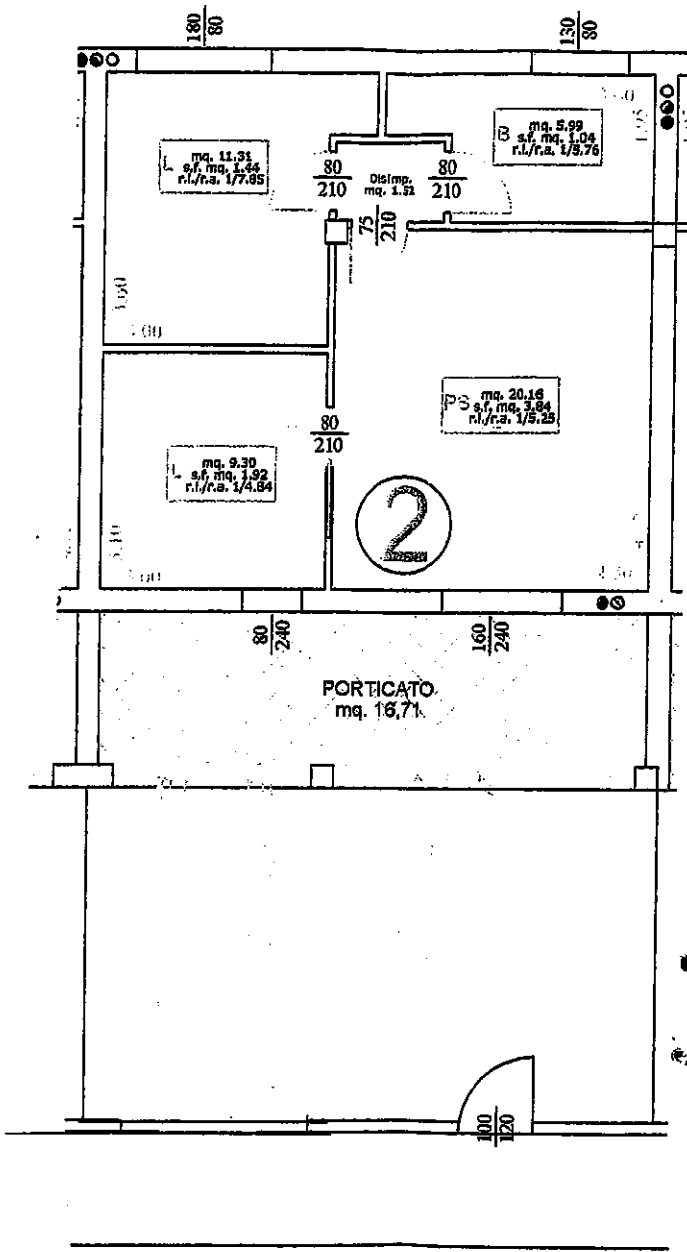 180
80
130
80
L
mq. 11.31
s.f. mq. 1.44
r.i./r.a. 1/7.85
B
mq. 5.99
s.f. mq. 1.04
r.i./r.a. 1/5.76
80
210
Disimp.
mq. 1.52
80
210
75
210
3.60
PS
mq. 20.16
s.f. mq. 3.84
r.i./r.a. 1/5.25
80
210
L
mq. 9.30
s.f. mq. 1.92
r.i./r.a. 1/4.84
2
80
240
160
240
PORTICATO
mq. 16,71
100
120